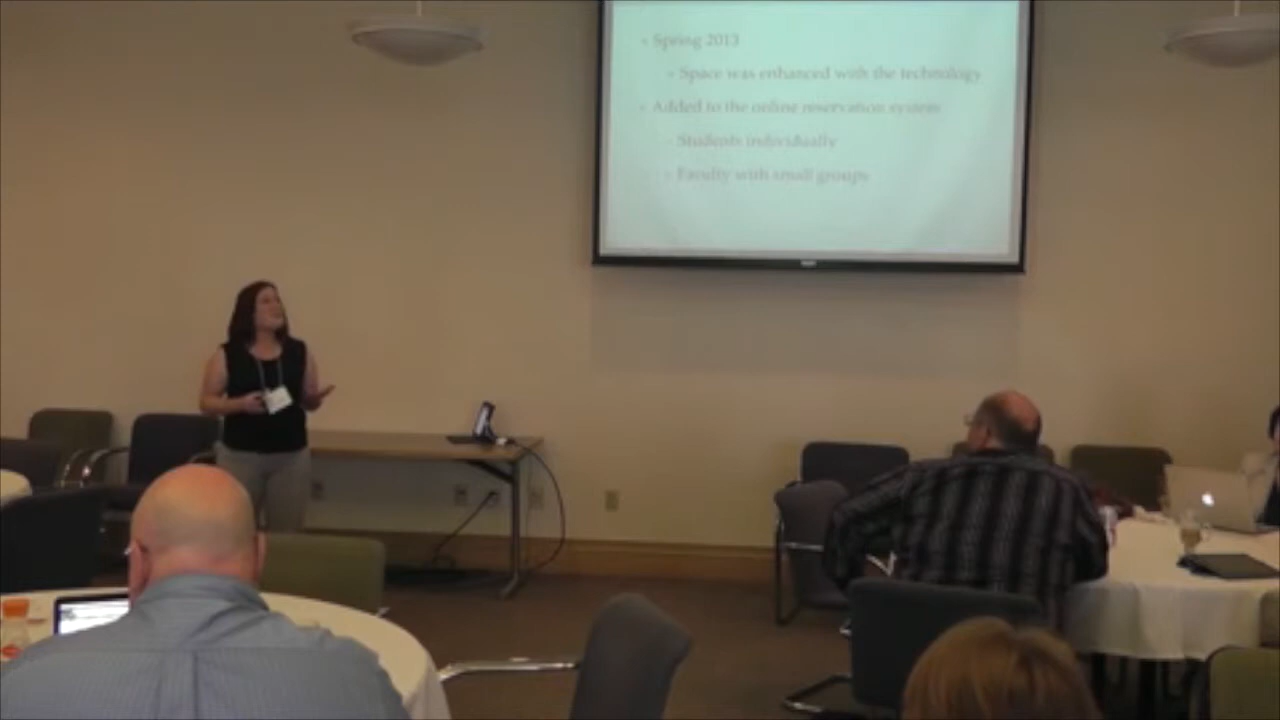 Spring 2013
Space was enhanced with the technology
Added to the online reservation system
Students individually
Faculty with small groups